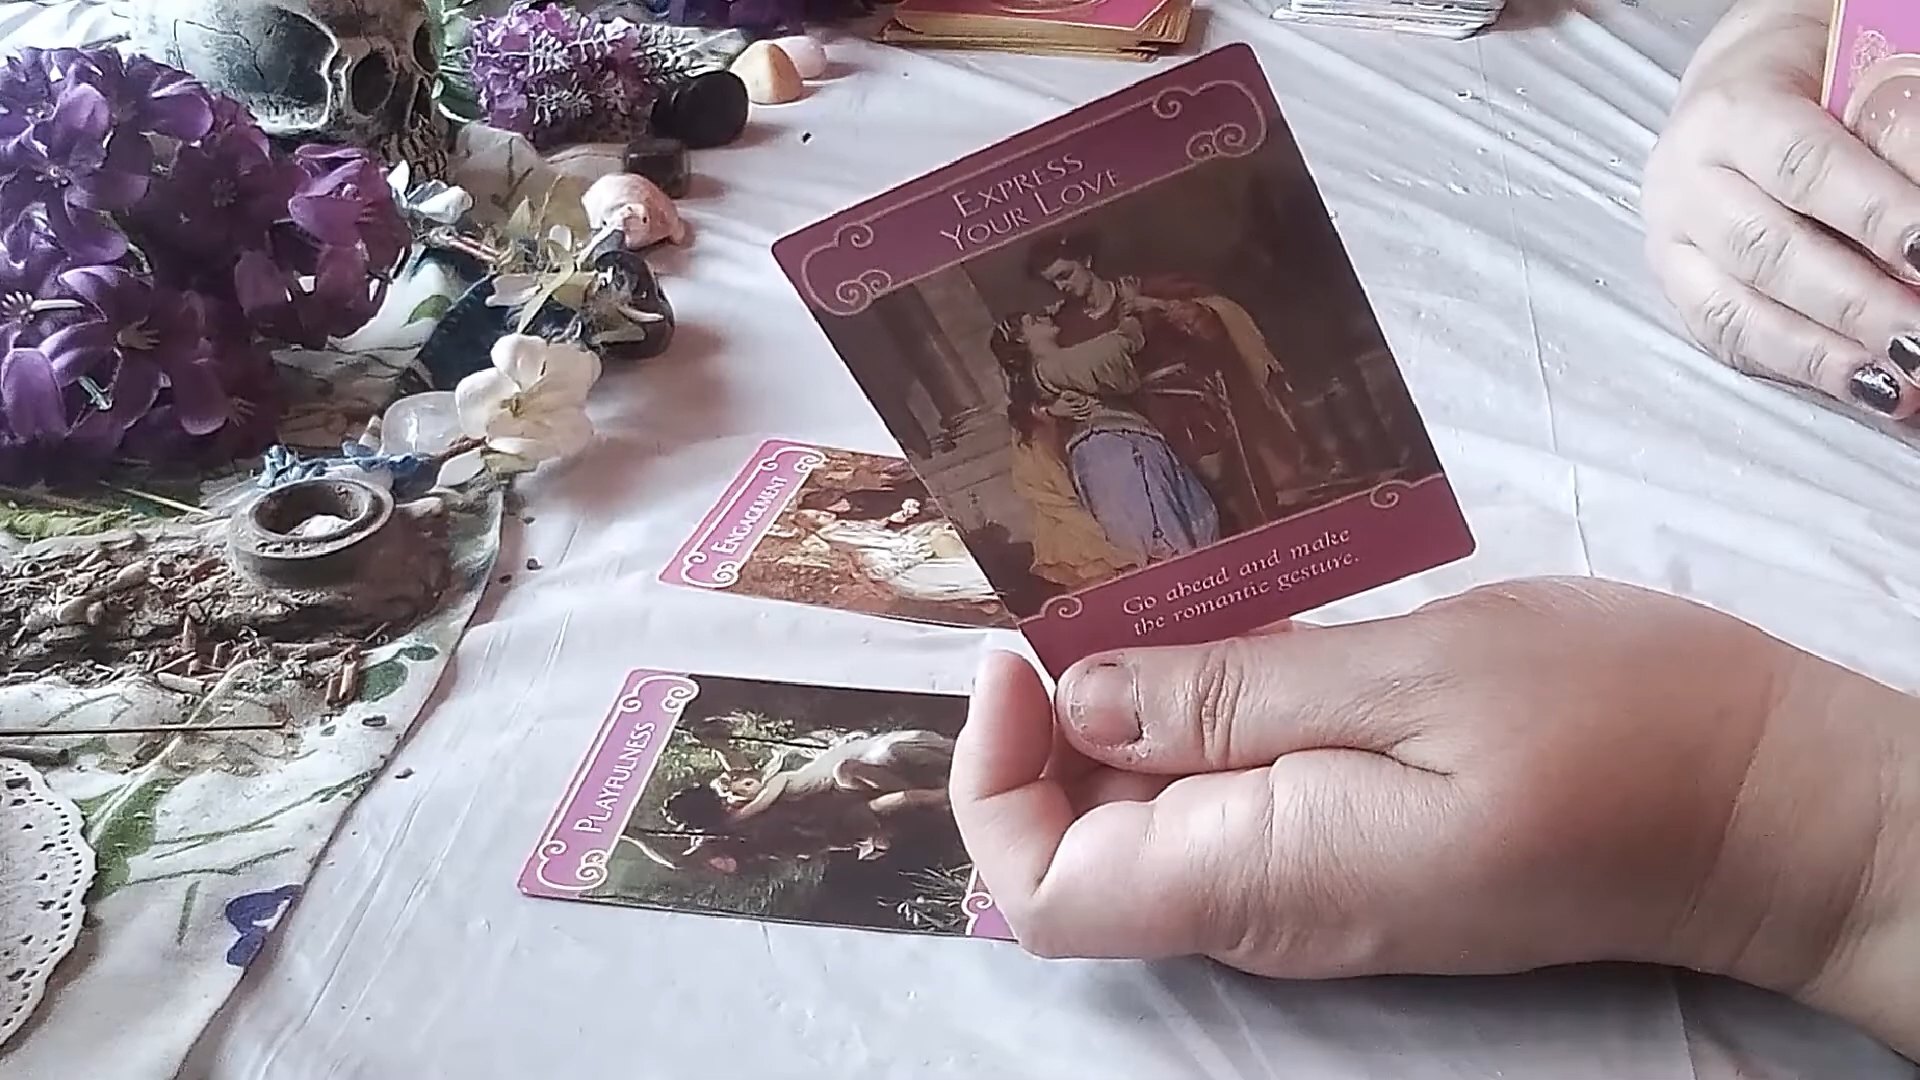 EXPRESS
YOUR LOVE
Go ahead and make
the romantic gesture.
ENGAGEMENT
PLAYFULNESS